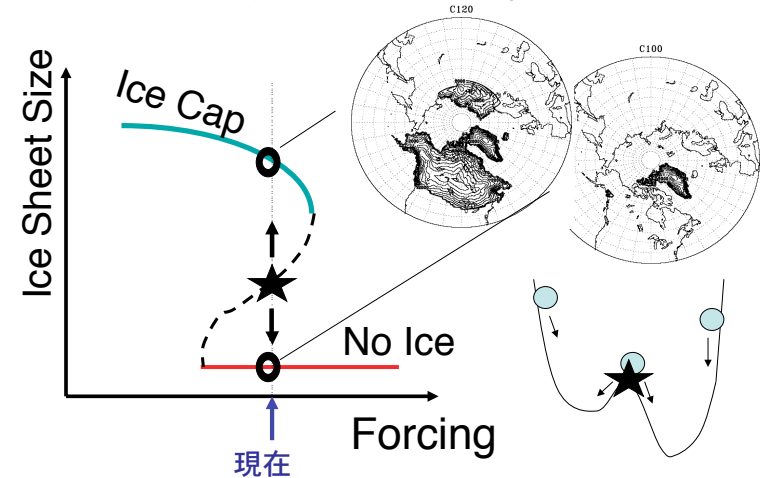 C120
C100
Ice Cap
Ice Sheet Size
No Ice
Forcing
現在